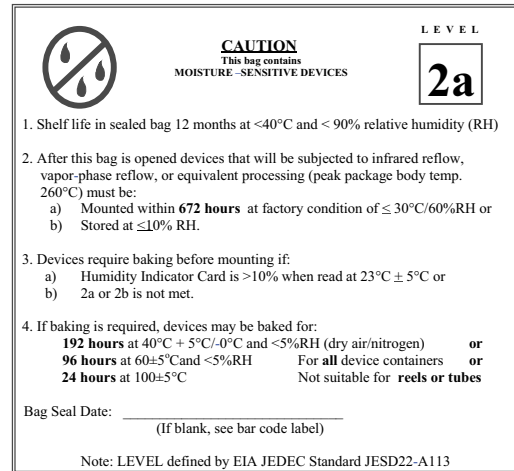 LEVEL
CAUTION
This bag contains
MOISTURE –SENSITIVE DEVICES
2a
1. Shelf life in sealed bag 12 months at <40°C and < 90% relative humidity (RH)
2. After this bag is opened devices that will be subjected to infrared reflow,
vapor-phase reflow, or equivalent processing (peak package body temp.
260°C) must be:
a) Mounted within 672 hours at factory condition of ≤ 30°C/60%RH or
b) Stored at ≤10% RH.
3. Devices require baking before mounting if:
a) Humidity Indicator Card is >10% when read at 23°C ± 5°C or
b) 2a or 2b is not met.
4. If baking is required, devices may be baked for:
192 hours at 40°C + 5°C/-0°C and <5%RH (dry air/nitrogen) or
96 hours at 60±5°Cand <5%RH For all device containers or
24 hours at 100±5°C Not suitable for reels or tubes
Bag Seal Date: ______________________________
(If blank, see bar code label)
Note: LEVEL defined by EIA JEDEC Standard JESD22-A113